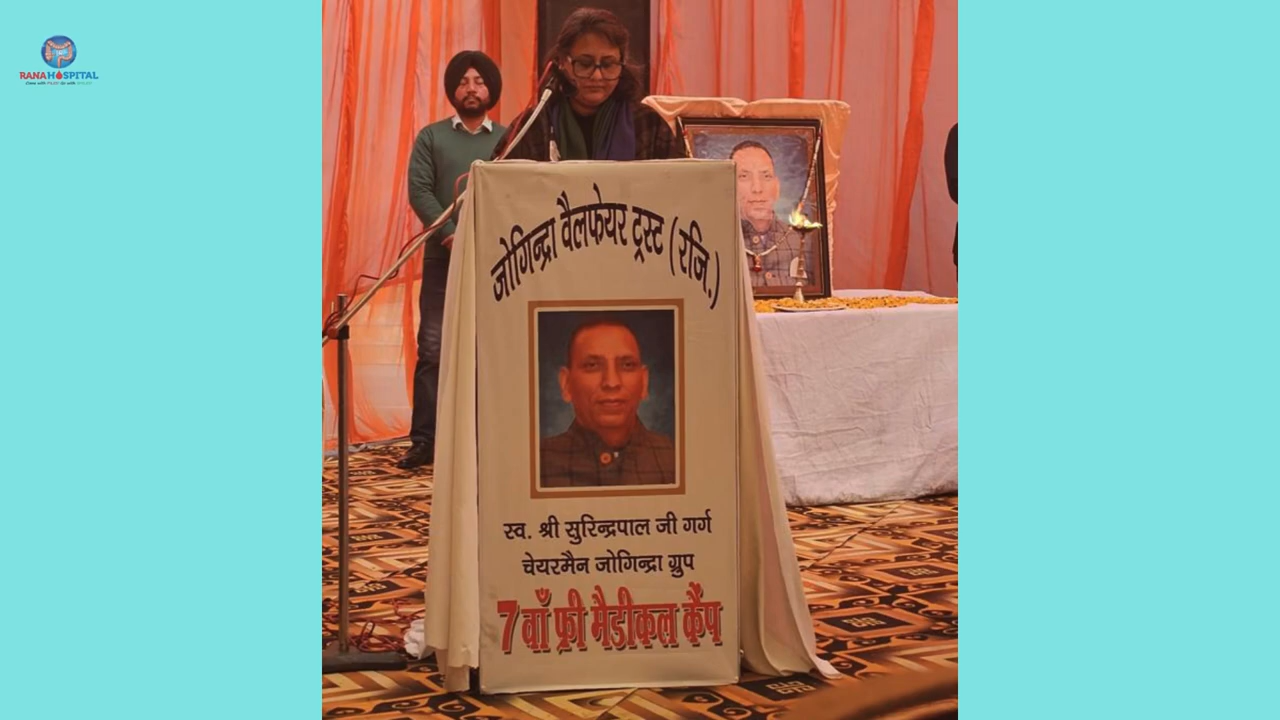 RANA HOSPITAL
जोगिन्द्रा वैलफेयर ट्रस्ट (रजि.)
स्व. श्री सुरिन्द्रपाल जी गर्ग
चेयरमैन जोगिन्द्रा ग्रुप
7वाँ फ्री मैडीकल कैंप